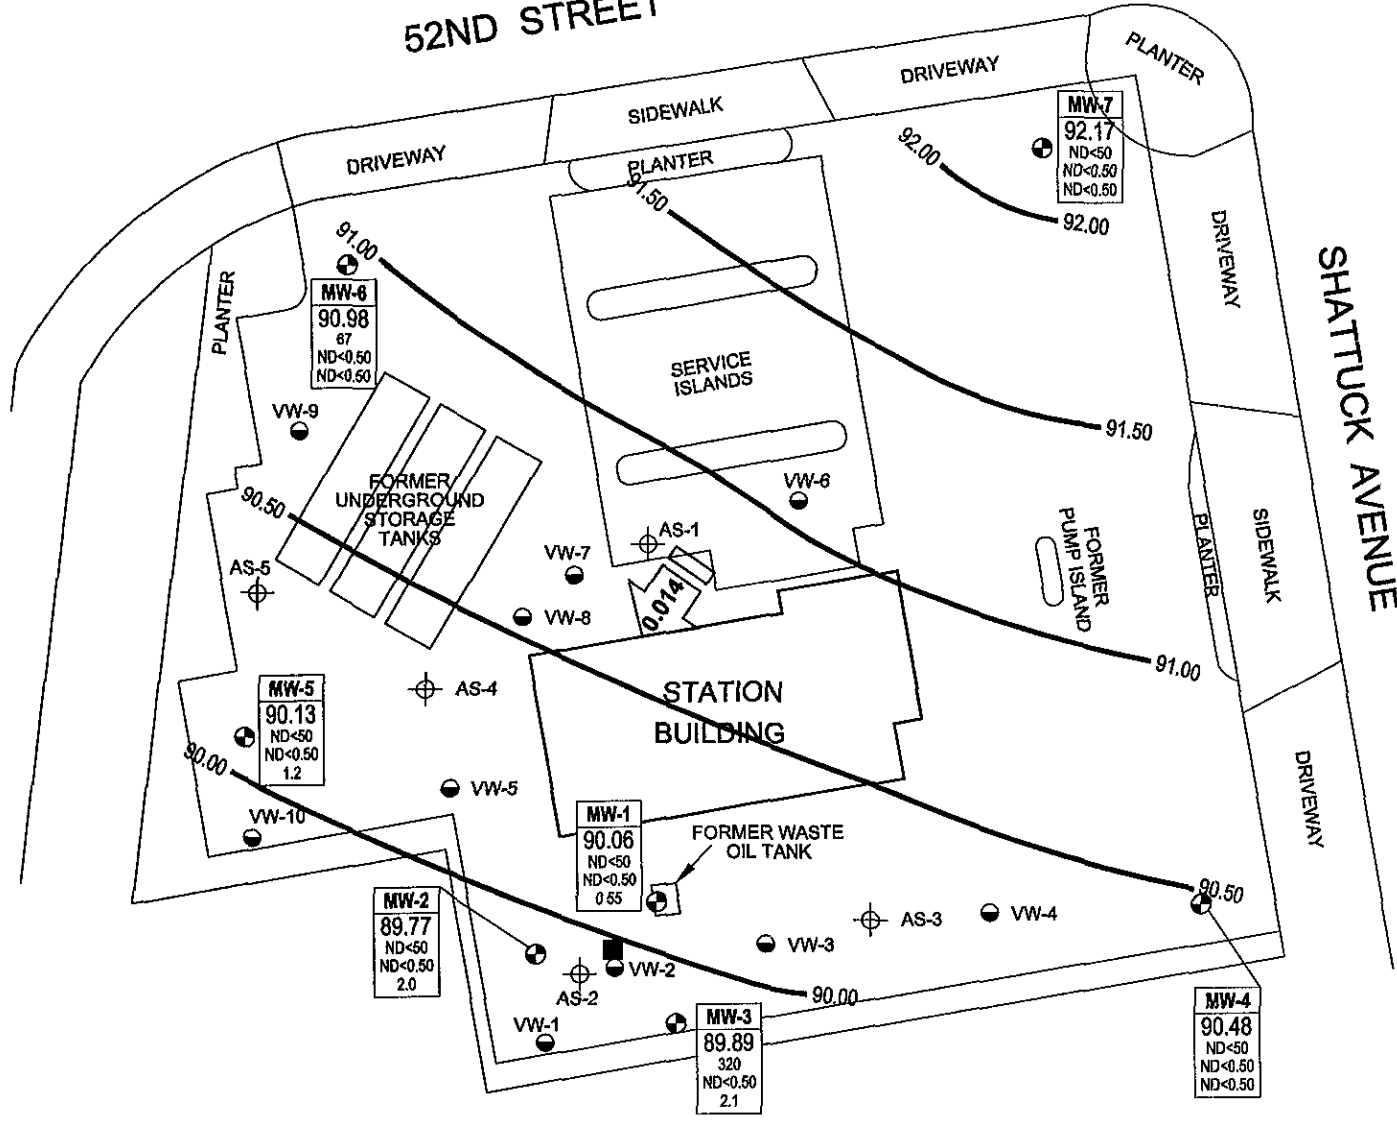 52ND STREET
DRIVEWAY
SIDEWALK
DRIVEWAY
PLANTER
PLANTER
MW-7
92.17
ND<50
ND<0.50
ND<0.50
92.00
92.00
91.50
91.50
91.00
91.00
MW-6
90.98
67
ND<0.50
ND<0.50
PLANTER
DRIVEWAY
SHATTUCK AVENUE
SERVICE
ISLANDS
VW-9
FORMER
UNDERGROUND
STORAGE
TANKS
90.50
VW-6
AS-1
VW-7
VW-8
0.014
AS-5
FORMER
PUMP ISLAND
PLANTER
SIDEWALK
AS-4
STATION
BUILDING
MW-5
90.13
ND<50
ND<0.50
1.2
90.00
VW-5
VW-10
MW-1
90.06
ND<50
ND<0.50
0 55
FORMER WASTE
OIL TANK
DRIVEWAY
90.50
MW-2
89.77
ND<50
ND<0.50
2.0
AS-3
VW-4
VW-3
VW-2
AS-2
90.00
VW-1
MW-3
89.89
320
ND<0.50
2.1
MW-4
90.48
ND<50
ND<0.50
ND<0.50